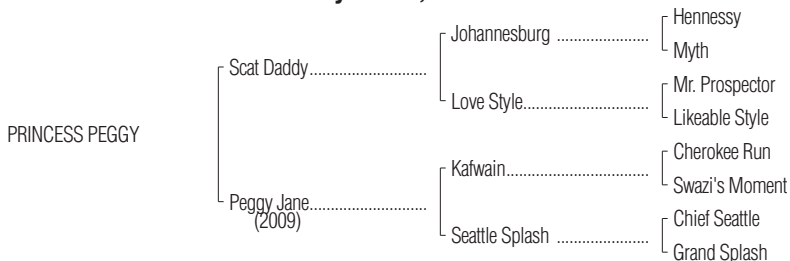 PRINCESS PEGGY
Scat Daddy...........................
Peggy Jane...........................
(2009)
Johannesburg .....................
Love Style.............................
Kafwain.................................
Seattle Splash .....................
Hennessy
Myth
Mr. Prospector
Likeable Style
Cherokee Run
Swazi's Moment
Chief Seattle
Grand Splash